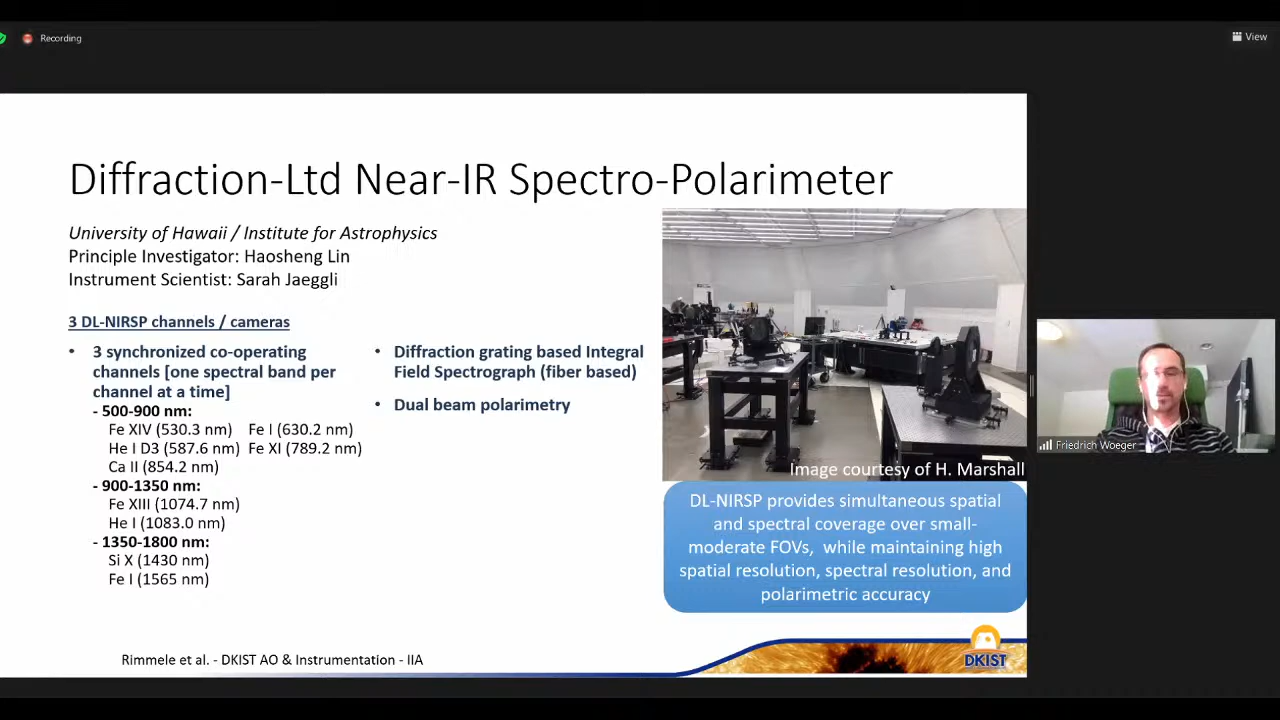 Recording
View
Diffraction-Ltd Near-IR Spectro-Polarimeter
University of Hawaii / Institute for Astrophysics
Principle Investigator: Haosheng Lin
Instrument Scientist: Sarah Jaeggli
3 DL-NIRSP channels / cameras
• 3 synchronized co-operating
channels [one spectral band per
channel at a time]
- 500-900 nm:
Fe XIV (530.3 nm) Fe I (630.2 nm)
He I D3 (587.6 nm) Fe XI (789.2 nm)
Ca II (854.2 nm)
- 900-1350 nm:
Fe XIII (1074.7 nm)
He I (1083.0 nm)
- 1350-1800 nm:
Si X (1430 nm)
Fe I (1565 nm)
• Diffraction grating based Integral
Field Spectrograph (fiber based)
• Dual beam polarimetry
Image courtesy of H. Marshall
DL-NIRSP provides simultaneous spatial
and spectral coverage over small-
moderate FOVs, while maintaining high
spatial resolution, spectral resolution, and
polarimetric accuracy
Friedrich Woeger
Rimmele et al. - DKIST AO & Instrumentation - IIA
DKIST